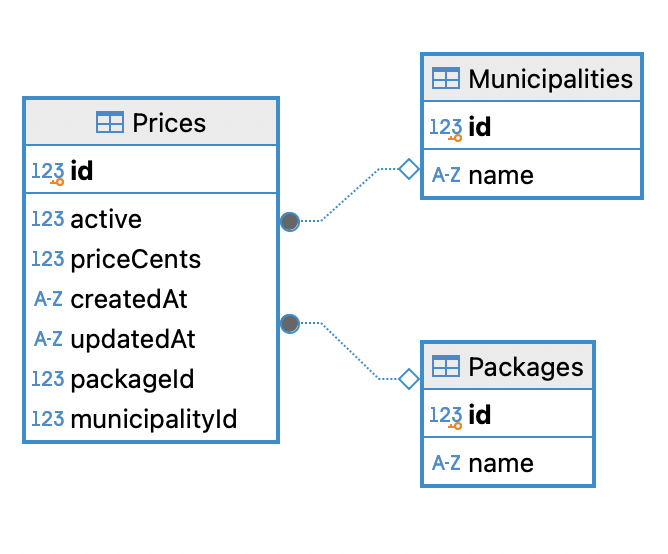 Prices
123 id
123 active
123 priceCents
A-Z createdAt
A-Z updatedAt
123 packageId
123 municipalityId
Municipalities
123 id
A-Z name
Packages
123 id
A-Z name